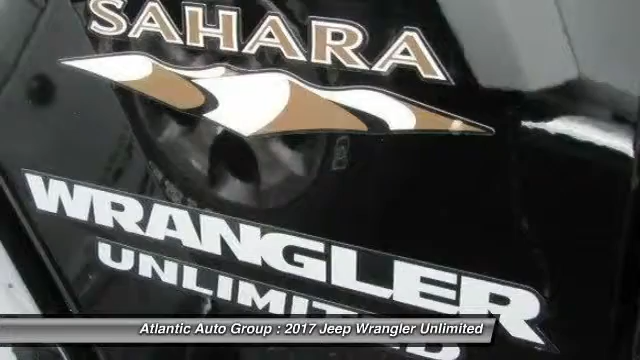 SAHARA
WRANGLER
UNLIMITED
Atlantic Auto Group : 2017 Jeep Wrangler Unlimited